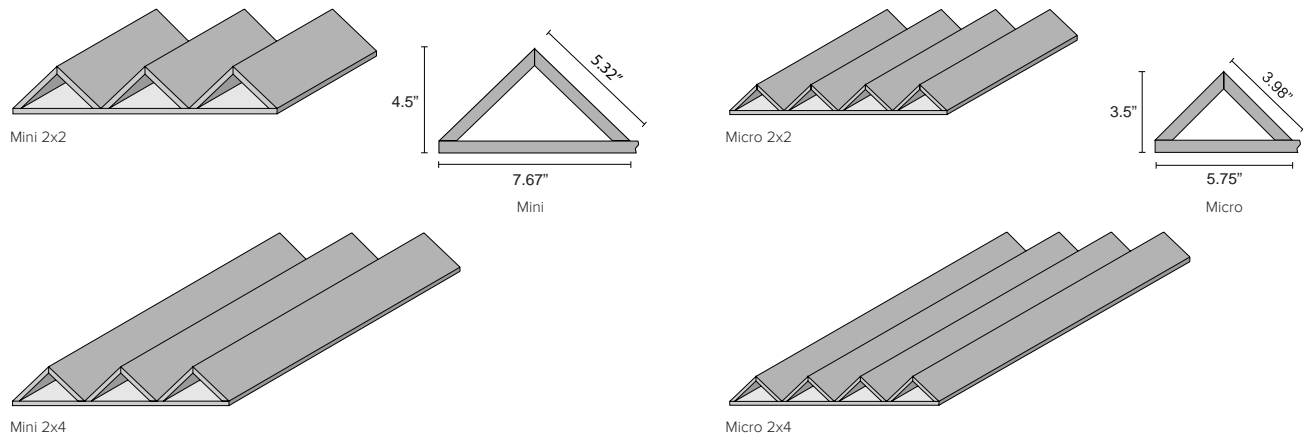 Mini 2x2
4.5”
5.32”
7.67”
Mini
Micro 2x2
3.5”
3.98”
5.75”
Micro
Mini 2x4
Micro 2x4